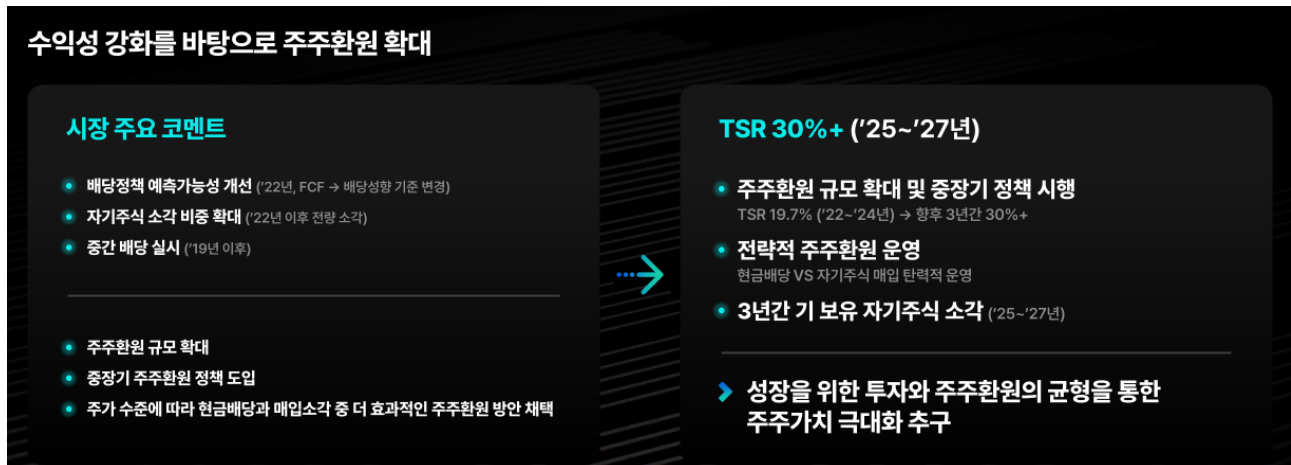 수익성 강화를 바탕으로 주주환원 확대
시장 주요 코멘트
배당정책 예측가능성 개선 ('22년, FCF → 배당성향 기준 변경)
자기주식 소각 비중 확대 ('22년 이후 전량 소각)
중간 배당 실시 ('19년 이후)
주주환원 규모 확대
중장기 주주환원 정책 도입
주가 수준에 따라 현금배당과 매입소각 중 더 효과적인 주주환원 방안 채택
TSR 30%+ ('25~'27년)
주주환원 규모 확대 및 중장기 정책 시행
TSR 19.7% ('22~'24년) → 향후 3년간 30%+
전략적 주주환원 운영
현금배당 VS 자기주식 매입 탄력적 운영
3년간 기 보유 자기주식 소각 ('25~'27년)
성장을 위한 투자와 주주환원의 균형을 통한
주주가치 극대화 추구